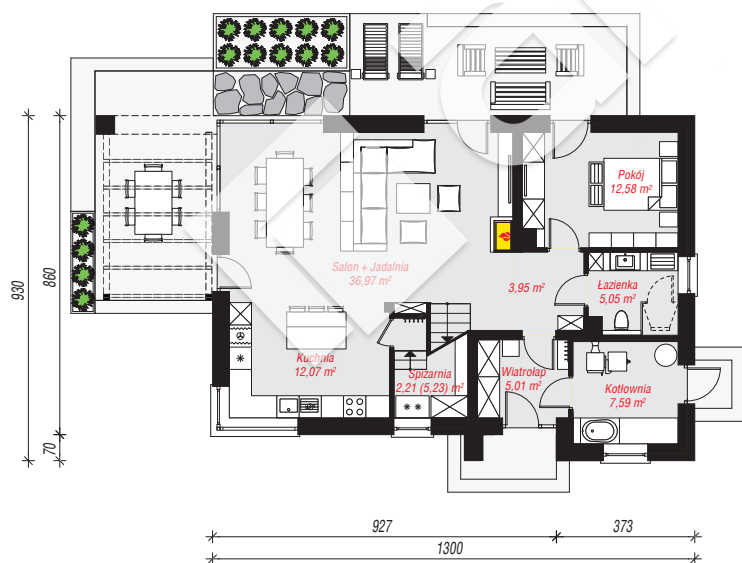 Pokój
12,58 m²
Salon + Jadalnia
36,97 m²
3,95 m²
Łazienka
5,05 m²
Kuchnia
12,07 m²
Spiżarnia
2,21 (5,23) m²
Wiatrołap
5,01 m²
Kotłownia
7,59 m²
930
860
70
927
373
1300